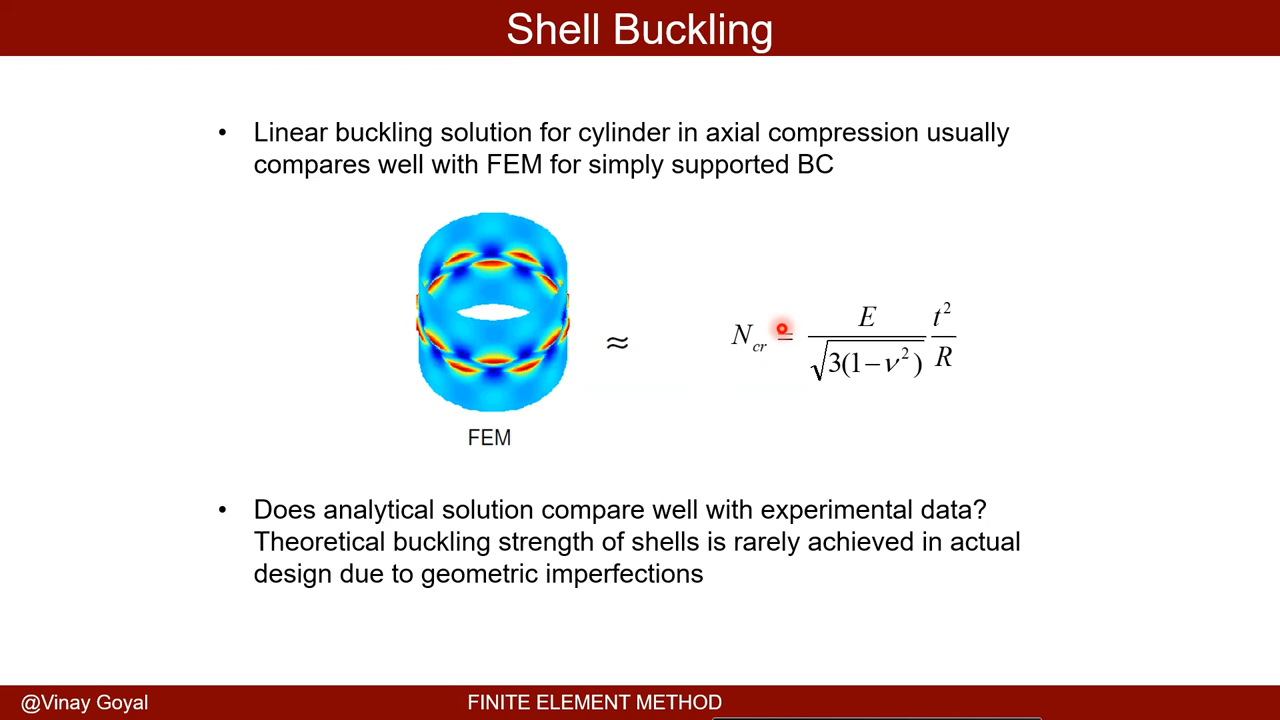 Shell Buckling
• Linear buckling solution for cylinder in axial compression usually
compares well with FEM for simply supported BC
≈ N_cr = E / √(3(1−ν²)) t² / R
FEM
• Does analytical solution compare well with experimental data?
Theoretical buckling strength of shells is rarely achieved in actual
design due to geometric imperfections
@Vinay Goyal FINITE ELEMENT METHOD